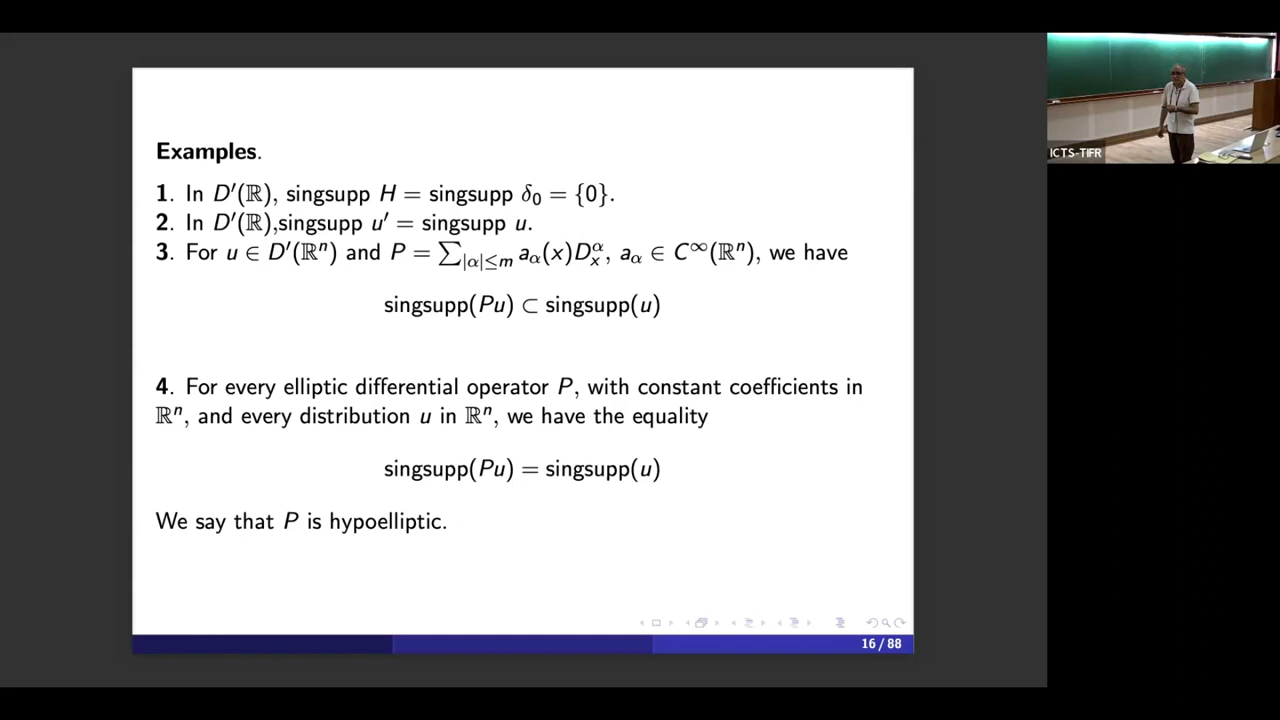 Examples.
1. In D′(ℝ), singsupp H = singsupp δ₀ = {0}.
2. In D′(ℝ),singsupp u′ = singsupp u.
3. For u ∈ D′(ℝⁿ) and P = ∑_{|α|≤m} a_α(x)D_x^α, a_α ∈ C^∞(ℝⁿ), we have
singsupp(Pu) ⊂ singsupp(u)
4. For every elliptic differential operator P, with constant coefficients in
ℝⁿ, and every distribution u in ℝⁿ, we have the equality
singsupp(Pu) = singsupp(u)
We say that P is hypoelliptic.
16 / 88
ICTS-TIFR